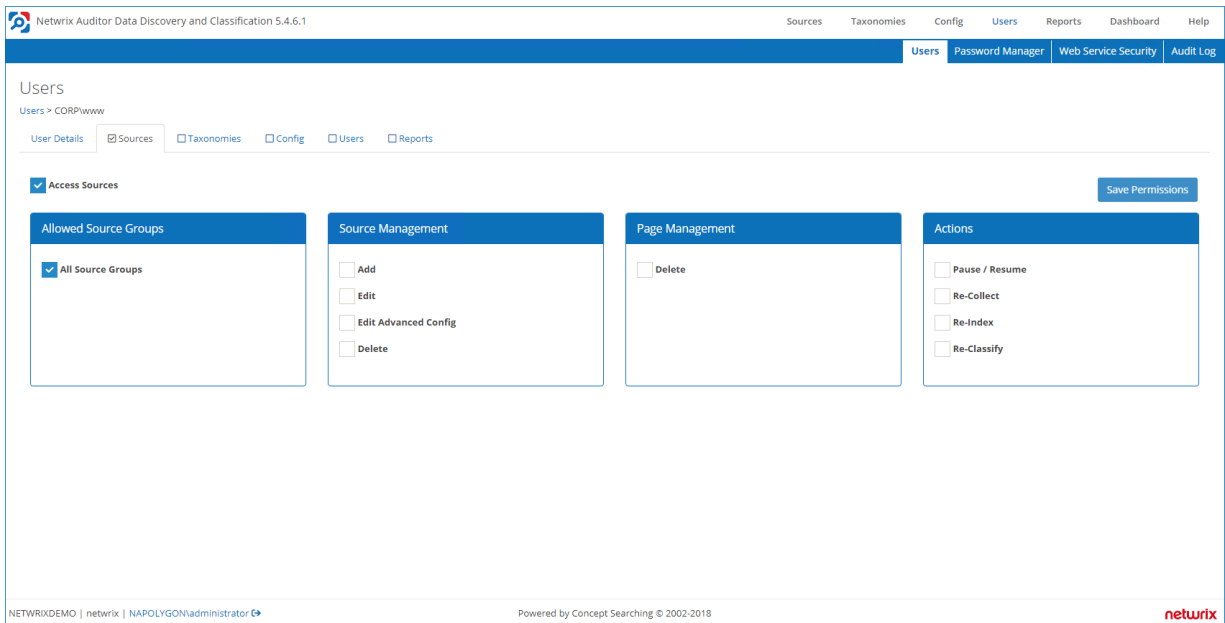 Netwrix Auditor Data Discovery and Classification 5.4.6.1
Sources Taxonomies Config Users Reports Dashboard Help
Users Password Manager Web Service Security Audit Log
Users
Users > CORP\www
User Details Sources Taxonomies Config Users Reports
Access Sources
Save Permissions
Allowed Source Groups
All Source Groups
Source Management
Add
Edit
Edit Advanced Config
Delete
Page Management
Delete
Actions
Pause / Resume
Re-Collect
Re-Index
Re-Classify
NETWRIXDEMO | netwrix | NAPOLYGON\administrator
Powered by Concept Searching © 2002-2018
netwrix